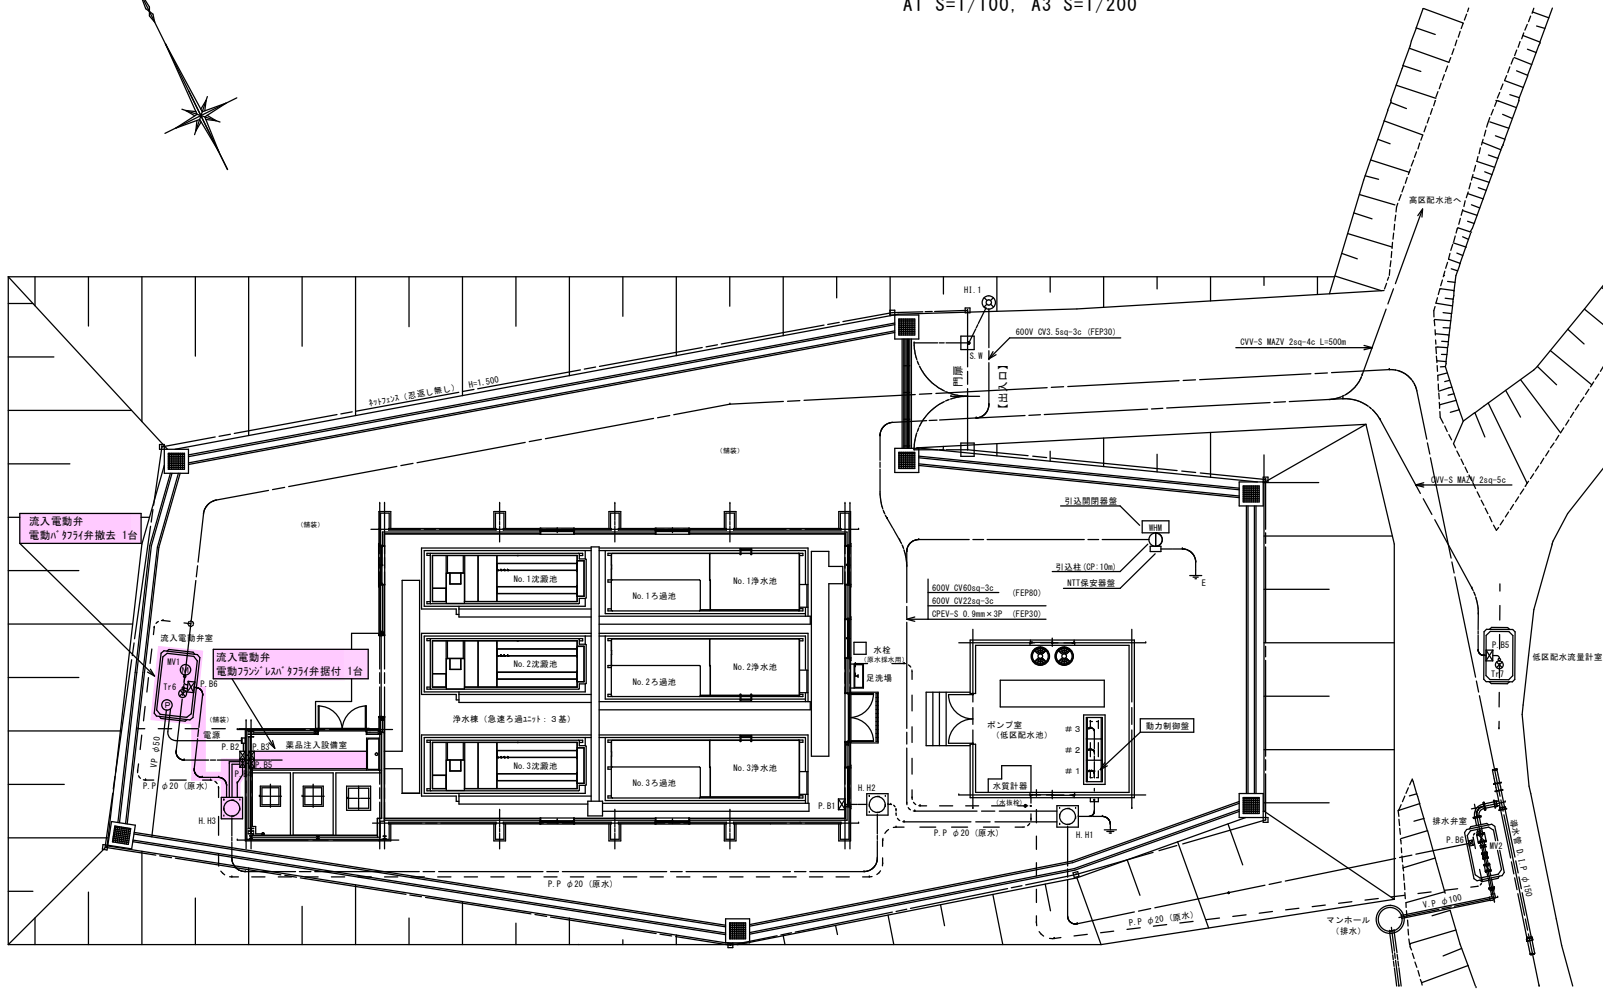 A1 S=1/100, A3 S=1/200
高区配水池へ
HI.1
600V CV3.5sq-3c (FEP30)
S.W
CVV-S MAZV 2sq-4c L=500m
門扉
【出入口】
ﾈｯﾄﾌｪﾝｽ (忍返し無し) H=1.500
(舗装)
CVV-S MAZV 2sq-5c
引込開閉器盤
WHM
(舗装)
流入電動弁
電動ﾊﾞﾀﾌﾗｲ弁撤去 1台
引込柱(CP:10m)
NTT保安器盤
E
No.1沈澱池
No.1ろ過池
No.1浄水池
600V CV60sq-3c
(FEP80)
600V CV22sq-3c
CPEV-S 0.9mm×3P (FEP30)
流入電動弁室
MV1
M
Tr6
P
P.B6
流入電動弁
電動ﾌﾗﾝｼﾞﾚｽﾊﾞﾀﾌﾗｲ弁据付 1台
No.2沈澱池
No.2ろ過池
No.2浄水池
水栓
(原水採水用)
足洗場
P.B5
Tr7
低区配水流量計室
(舗装)
電源
VP φ50
P.B2
P.B3
P.B5
薬品注入設備室
浄水棟 (急速ろ過ﾕﾆｯﾄ: 3基)
ポンプ室
(低区配水池)
#3
#2
#1
動力制御盤
No.3沈澱池
No.3ろ過池
No.3浄水池
P.P φ20 (原水)
水質計器
(水抜栓)
H.H3
P.B1
H.H2
H.H1
P.P φ20 (原水)
P.P φ20 (原水)
P.P φ20 (原水)
排水弁室
P.B6
MV2
導水管 D.I.P φ150
V.P φ100
マンホール
(排水)